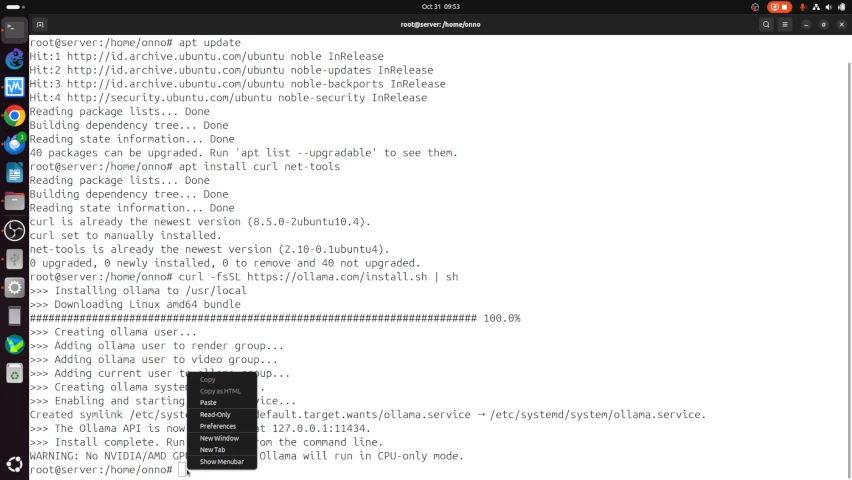 Oct 31 09:53
root@server: /home/onno
root@server:/home/onno# apt update
Hit:1 http://id.archive.ubuntu.com/ubuntu noble InRelease
Hit:2 http://id.archive.ubuntu.com/ubuntu noble-updates InRelease
Hit:3 http://id.archive.ubuntu.com/ubuntu noble-backports InRelease
Hit:4 http://security.ubuntu.com/ubuntu noble-security InRelease
Reading package lists... Done
Building dependency tree... Done
Reading state information... Done
40 packages can be upgraded. Run 'apt list --upgradable' to see them.
root@server:/home/onno# apt install curl net-tools
Reading package lists... Done
Building dependency tree... Done
Reading state information... Done
curl is already the newest version (8.5.0-2ubuntu10.4).
curl set to manually installed.
net-tools is already the newest version (2.10-0.1ubuntu4).
0 upgraded, 0 newly installed, 0 to remove and 40 not upgraded.
root@server:/home/onno# curl -fsSL https://ollama.com/install.sh | sh
>>> Installing ollama to /usr/local
>>> Downloading Linux amd64 bundle
######################################################################## 100.0%
>>> Creating ollama user...
>>> Adding ollama user to render group...
>>> Adding ollama user to video group...
>>> Adding current user to ollama group...
>>> Creating ollama system
>>> Enabling and starting vice...
Created symlink /etc/syst default.target.wants/ollama.service → /etc/systemd/system/ollama.service.
>>> The Ollama API is now at 127.0.0.1:11434.
>>> Install complete. Run from the command line.
WARNING: No NVIDIA/AMD GP Ollama will run in CPU-only mode.
root@server:/home/onno#
Copy
Copy as HTML
Paste
Read-Only
Preferences
New Window
New Tab
Show Menubar
3